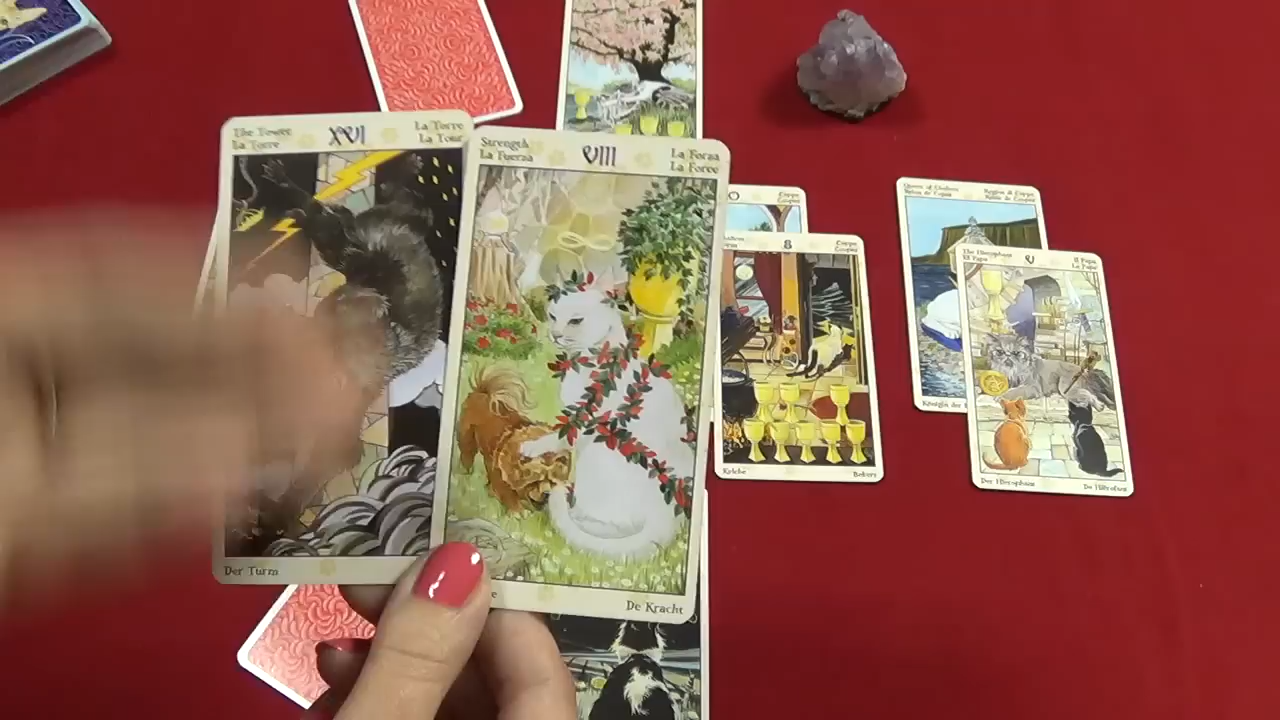 The Tower
La Torre
XVI
La Torre
La Tour
Der Turm
Strength
La Fuerza
VIII
La Forza
La Force
De Kracht
Coppe
Coupes
8
Coppe
Coupes
Kelche
Bekers
Queen of Chalices
Reina de Copas
Regina di Coppe
Reine de Coupes
Königin der
The Hierophant
El Papa
V
Il Papa
Le Pape
Der Hierophant
De Hiërofant